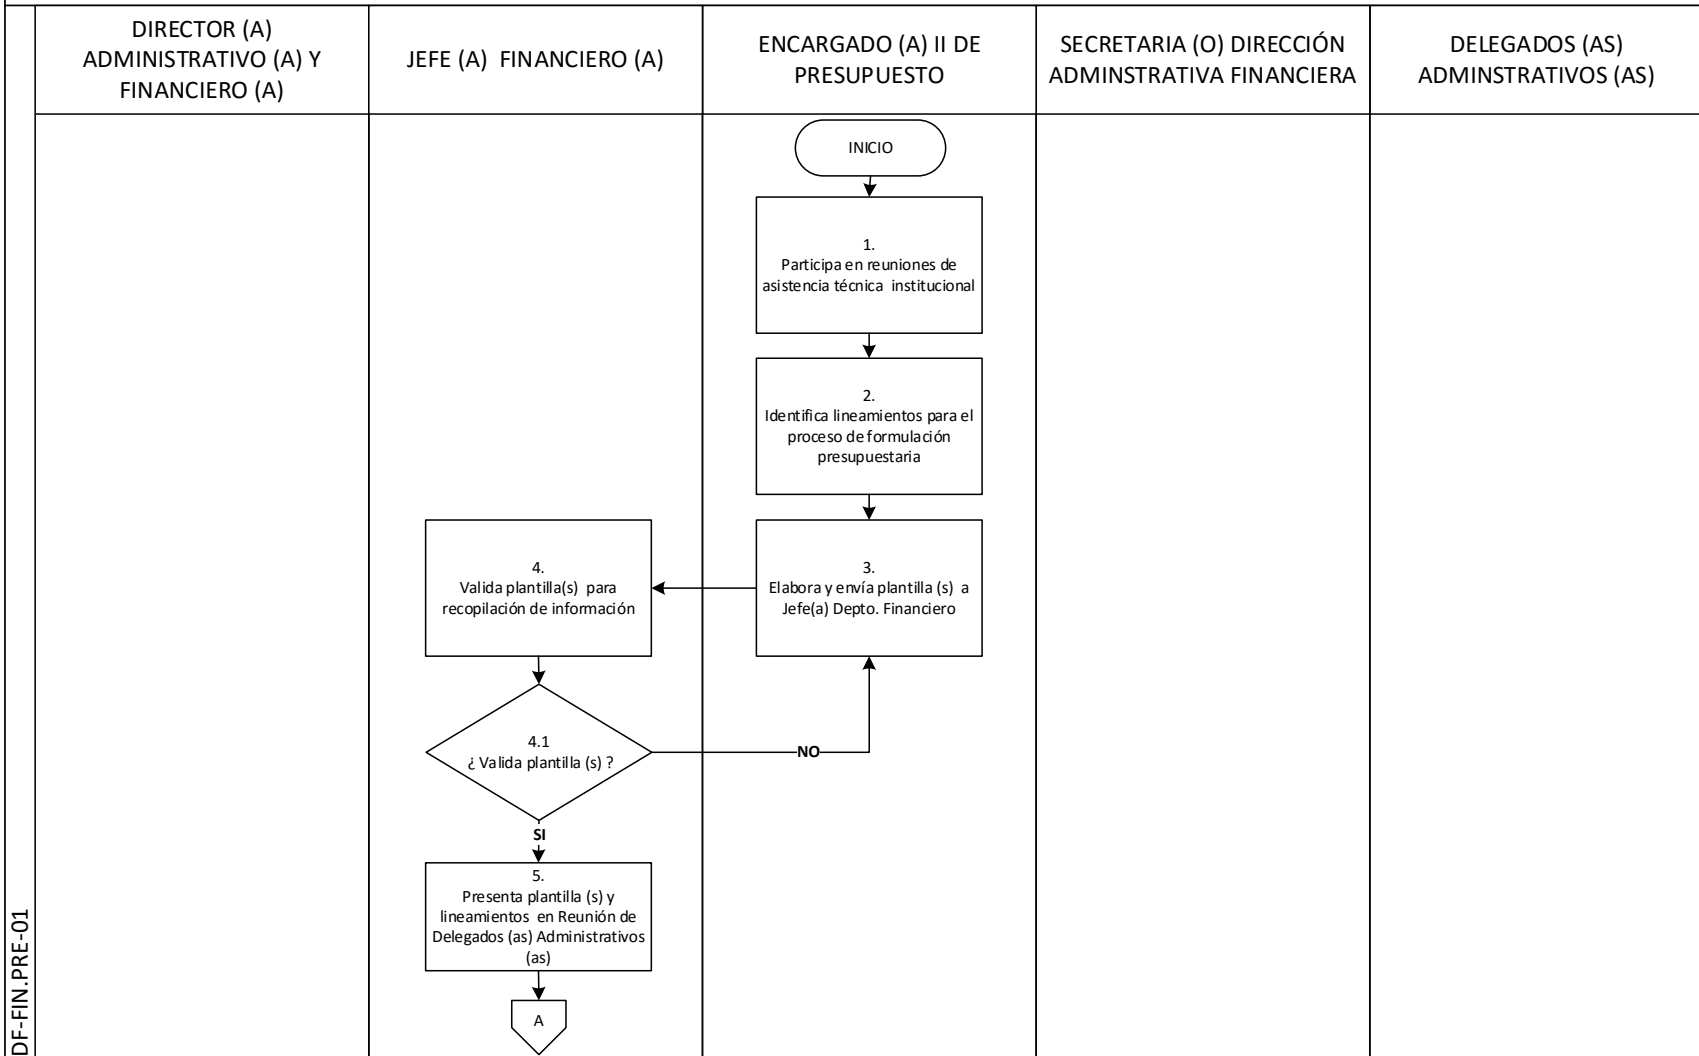 DIRECTOR (A)
ADMINISTRATIVO (A) Y
FINANCIERO (A)
JEFE (A) FINANCIERO (A)
ENCARGADO (A) II DE
PRESUPUESTO
SECRETARIA (O) DIRECCIÓN
ADMINSTRATIVA FINANCIERA
DELEGADOS (AS)
ADMINSTRATIVOS (AS)
INICIO
1.
Participa en reuniones de
asistencia técnica institucional
2.
Identifica lineamientos para el
proceso de formulación
presupuestaria
3.
Elabora y envía plantilla (s) a
Jefe(a) Depto. Financiero
4.
Valida plantilla(s) para
recopilación de información
4.1
¿ Valida plantilla (s) ?
NO
SI
5.
Presenta plantilla (s) y
lineamientos en Reunión de
Delegados (as) Administrativos
(as)
A
DF-FIN.PRE-01